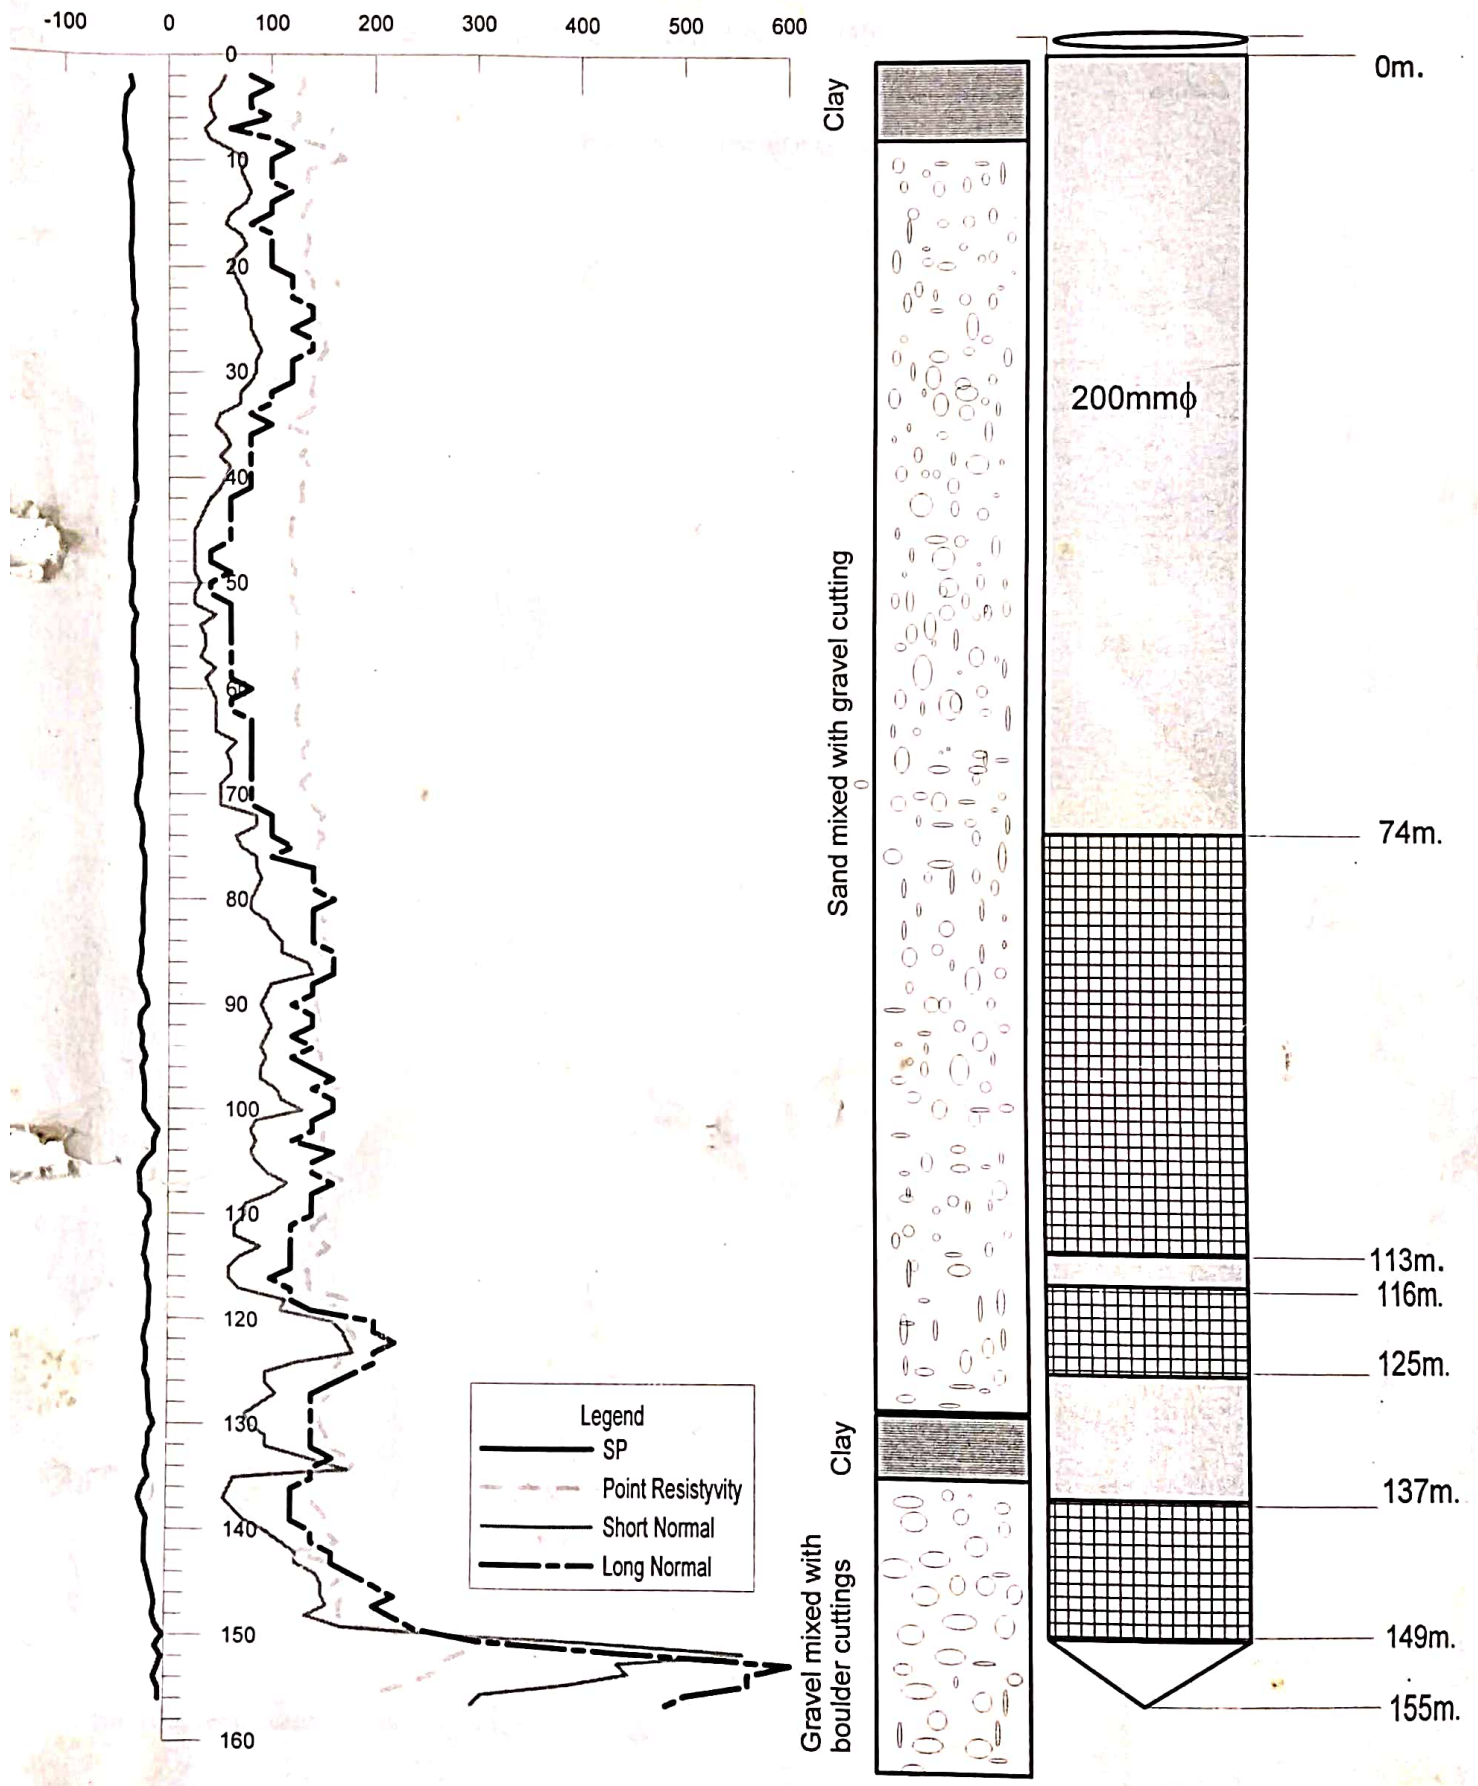 -100 0 100 200 300 400 500 600
0
10
20
30
40
50
60
70
80
90
100
110
120
130
140
150
160
Legend
SP
Point Resistyvity
Short Normal
Long Normal
Clay
Sand mixed with gravel cutting
Clay
Gravel mixed with
boulder cuttings
200mmϕ
0m.
74m.
113m.
116m.
125m.
137m.
149m.
155m.